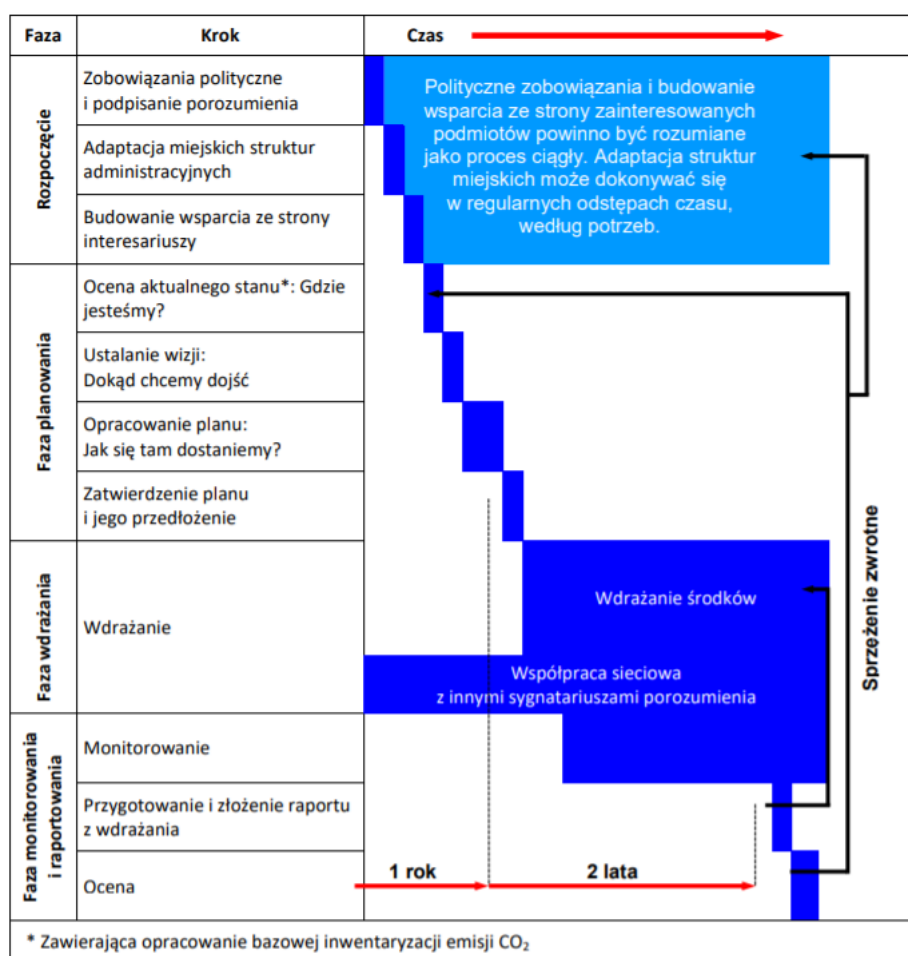 Faza
Krok
Czas
Rozpoczęcie
Zobowiązania polityczne
i podpisanie porozumienia
Adaptacja miejskich struktur
administracyjnych
Budowanie wsparcia ze strony
interesariuszy
Polityczne zobowiązania i budowanie
wsparcia ze strony zainteresowanych
podmiotów powinno być rozumiane
jako proces ciągły. Adaptacja struktur
miejskich może dokonywać się
w regularnych odstępach czasu,
według potrzeb.
Faza planowania
Ocena aktualnego stanu*: Gdzie
jesteśmy?
Ustalanie wizji:
Dokąd chcemy dojść
Opracowanie planu:
Jak się tam dostaniemy?
Zatwierdzenie planu
i jego przedłożenie
Faza wdrażania
Wdrażanie
Wdrażanie środków
Współpraca sieciowa
z innymi sygnatariuszami porozumienia
Sprzężenie zwrotne
Faza monitorowania
i raportowania
Monitorowanie
Przygotowanie i złożenie raportu
z wdrażania
Ocena
1 rok
2 lata
* Zawierająca opracowanie bazowej inwentaryzacji emisji CO₂